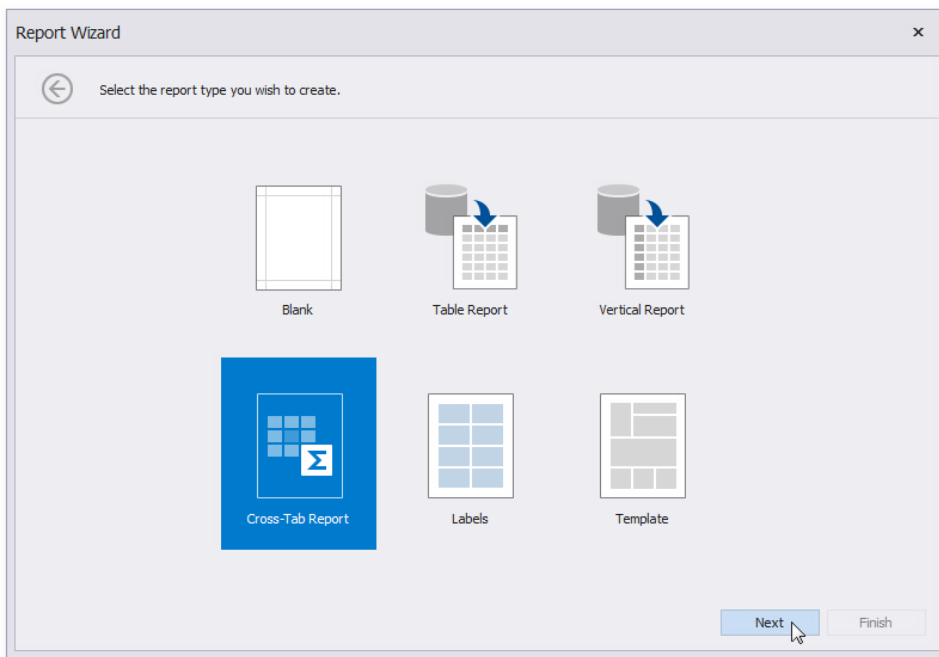 Report Wizard
Select the report type you wish to create.
Blank
Table Report
Vertical Report
Σ
Cross-Tab Report
Labels
Template
Next
Finish